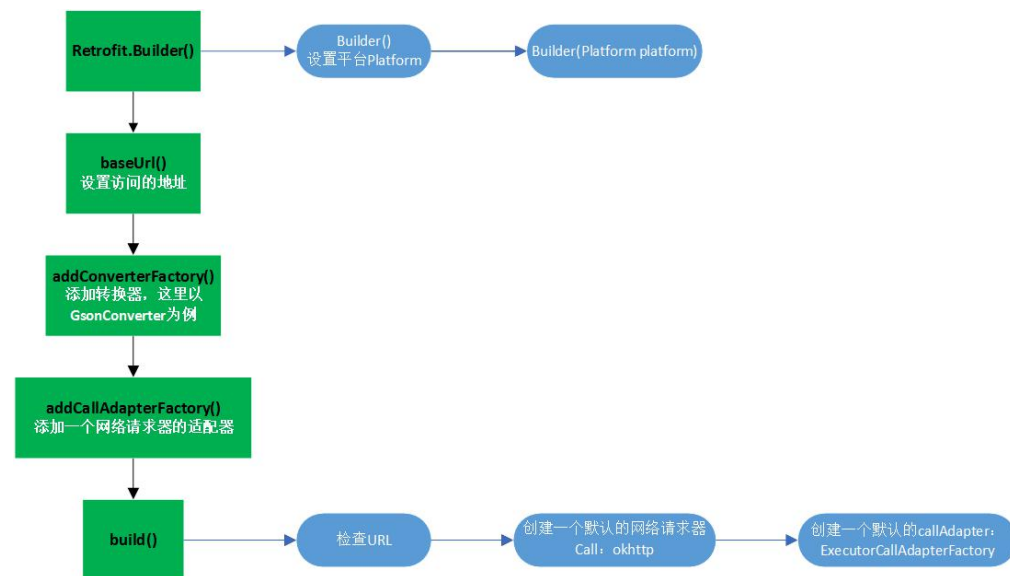 Retrofit.Builder()
Builder()
设置平台Platform
Builder(Platform platform)
baseUrl()
设置访问的地址
addConverterFactory()
添加转换器，这里以
GsonConverter为例
addCallAdapterFactory()
添加一个网络请求器的适配器
build()
检查URL
创建一个默认的网络请求器
Call：okhttp
创建一个默认的callAdapter：
ExecutorCallAdapterFactory